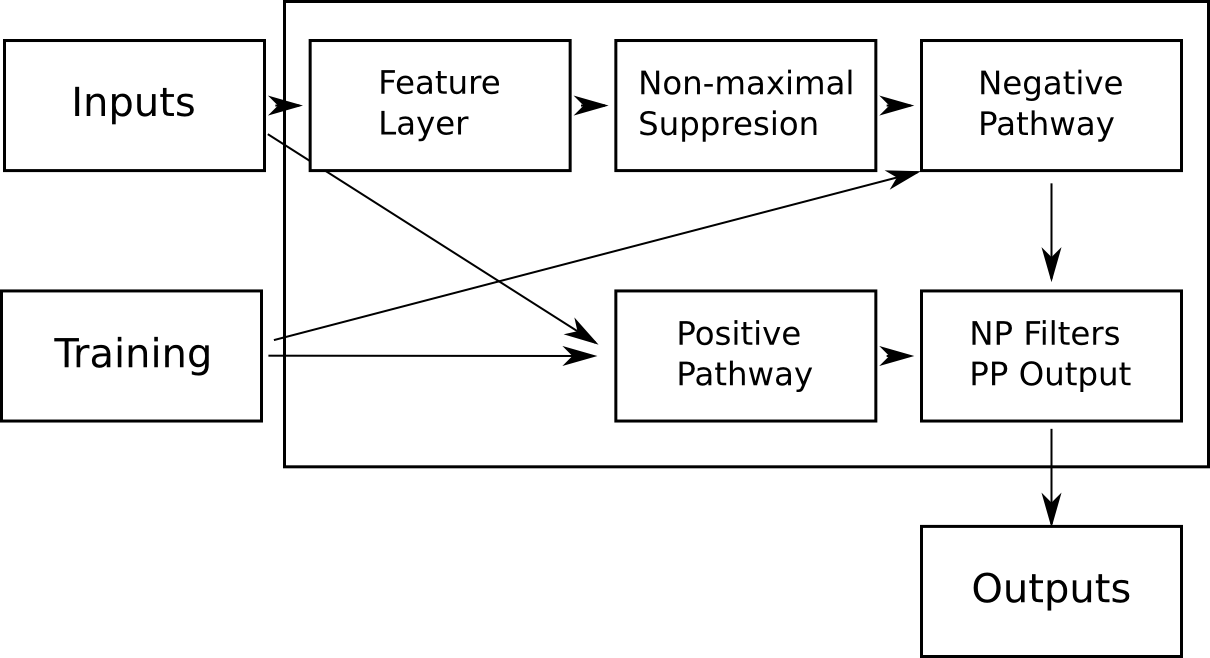 Inputs
Feature
Layer
Non-maximal
Suppresion
Negative
Pathway
Training
Positive
Pathway
NP Filters
PP Output
Outputs